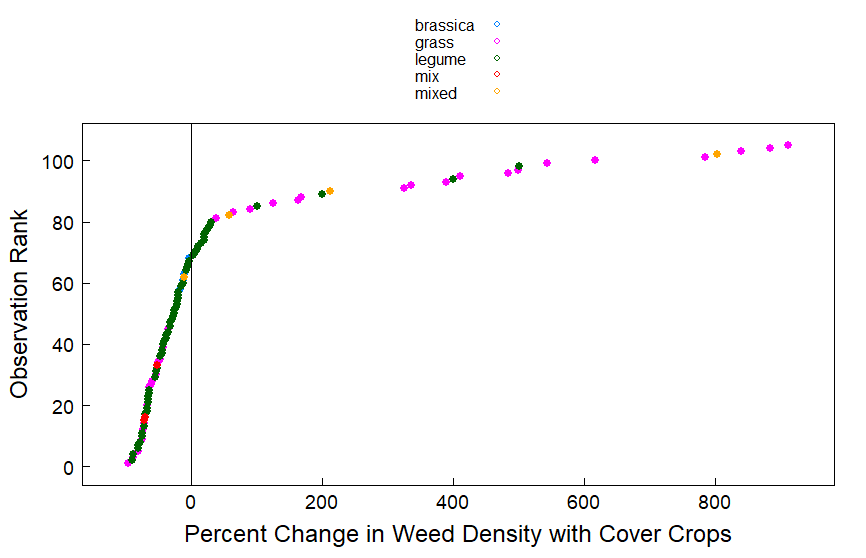 brassica
grass
legume
mix
mixed
100
80
60
40
20
0
Observation Rank
0 200 400 600 800
Percent Change in Weed Density with Cover Crops